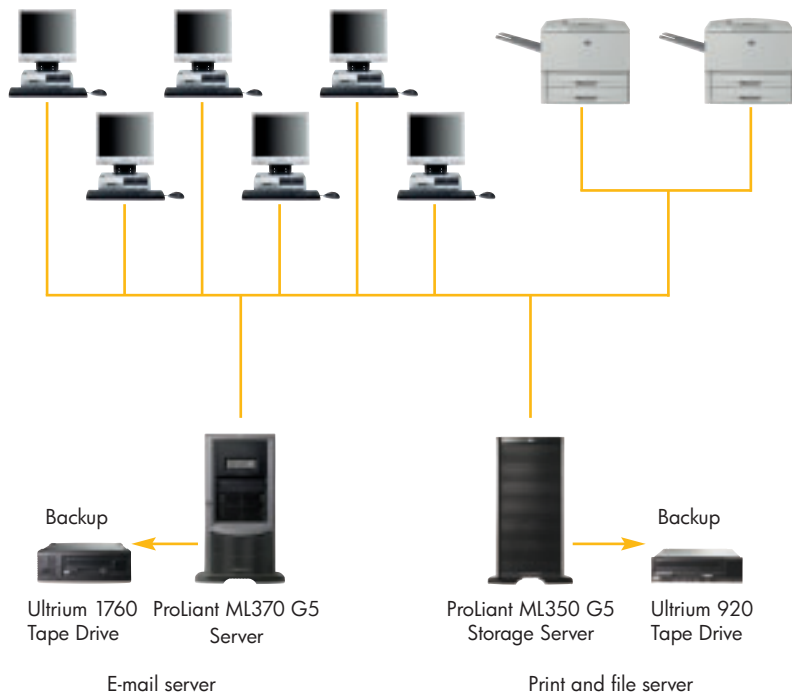 Backup
Backup
Ultrium 1760
Tape Drive
ProLiant ML370 G5
Server
ProLiant ML350 G5
Storage Server
Ultrium 920
Tape Drive
E-mail server
Print and file server